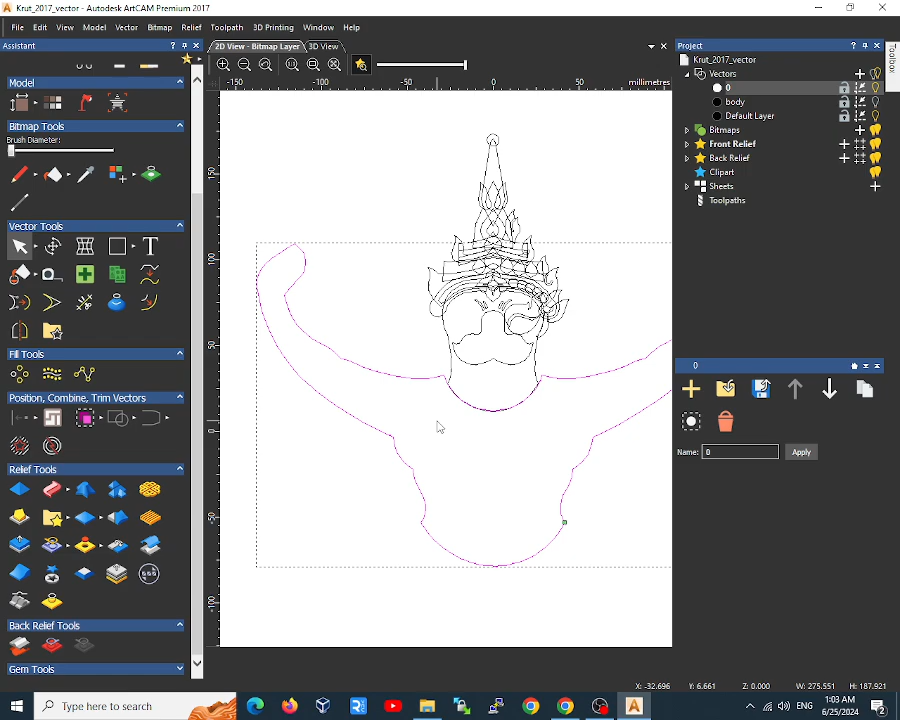 Krut_2017_vector - Autodesk ArtCAM Premium 2017
File Edit View Model Vector Bitmap Relief Toolpath 3D Printing Window Help
Assistant
Model
Bitmap Tools
Brush Diameter:
Vector Tools
Fill Tools
Position, Combine, Trim Vectors
Relief Tools
Back Relief Tools
Gem Tools
2D View - Bitmap Layer 3D View
-150 -100 -50 0 50 millimetres
150
100
50
0
-50
-100
Project
Toolbox
Krut_2017_vector
Vectors
0
body
Default Layer
Bitmaps
Front Relief
Back Relief
Clipart
Sheets
Toolpaths
0
Name: 0 Apply
X: -32.696 Y: 6.661 Z: 0.000 W: 275.551 H: 187.921
Type here to search
ENG
1:03 AM
6/25/2024
2